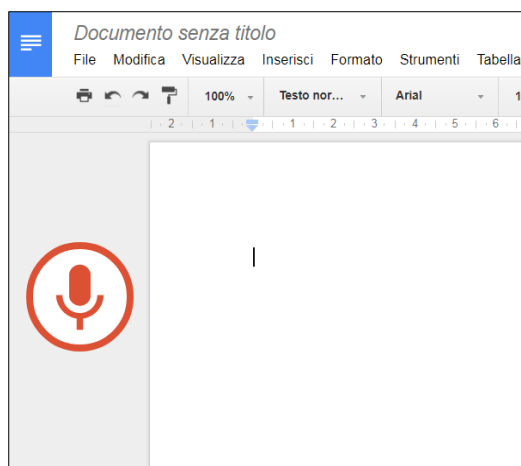 Documento senza titolo
File Modifica Visualizza Inserisci Formato Strumenti Tabella
100% Testo nor... Arial 1
2 1 1 2 3 4 5 6